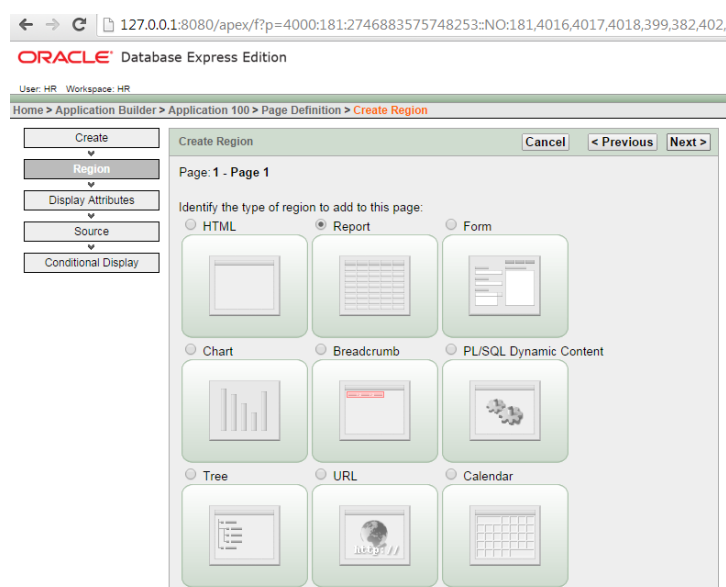 127.0.0.1:8080/apex/f?p=4000:181:2746883575748253::NO:181,4016,4017,4018,399,382,402,
ORACLE Database Express Edition
User: HR Workspace: HR
Home > Application Builder > Application 100 > Page Definition > Create Region
Create
Region
Display Attributes
Source
Conditional Display
Create Region
Cancel
< Previous
Next >
Page: 1 - Page 1
Identify the type of region to add to this page:
HTML
Report
Form
Chart
Breadcrumb
PL/SQL Dynamic Content
Tree
URL
Calendar
http://